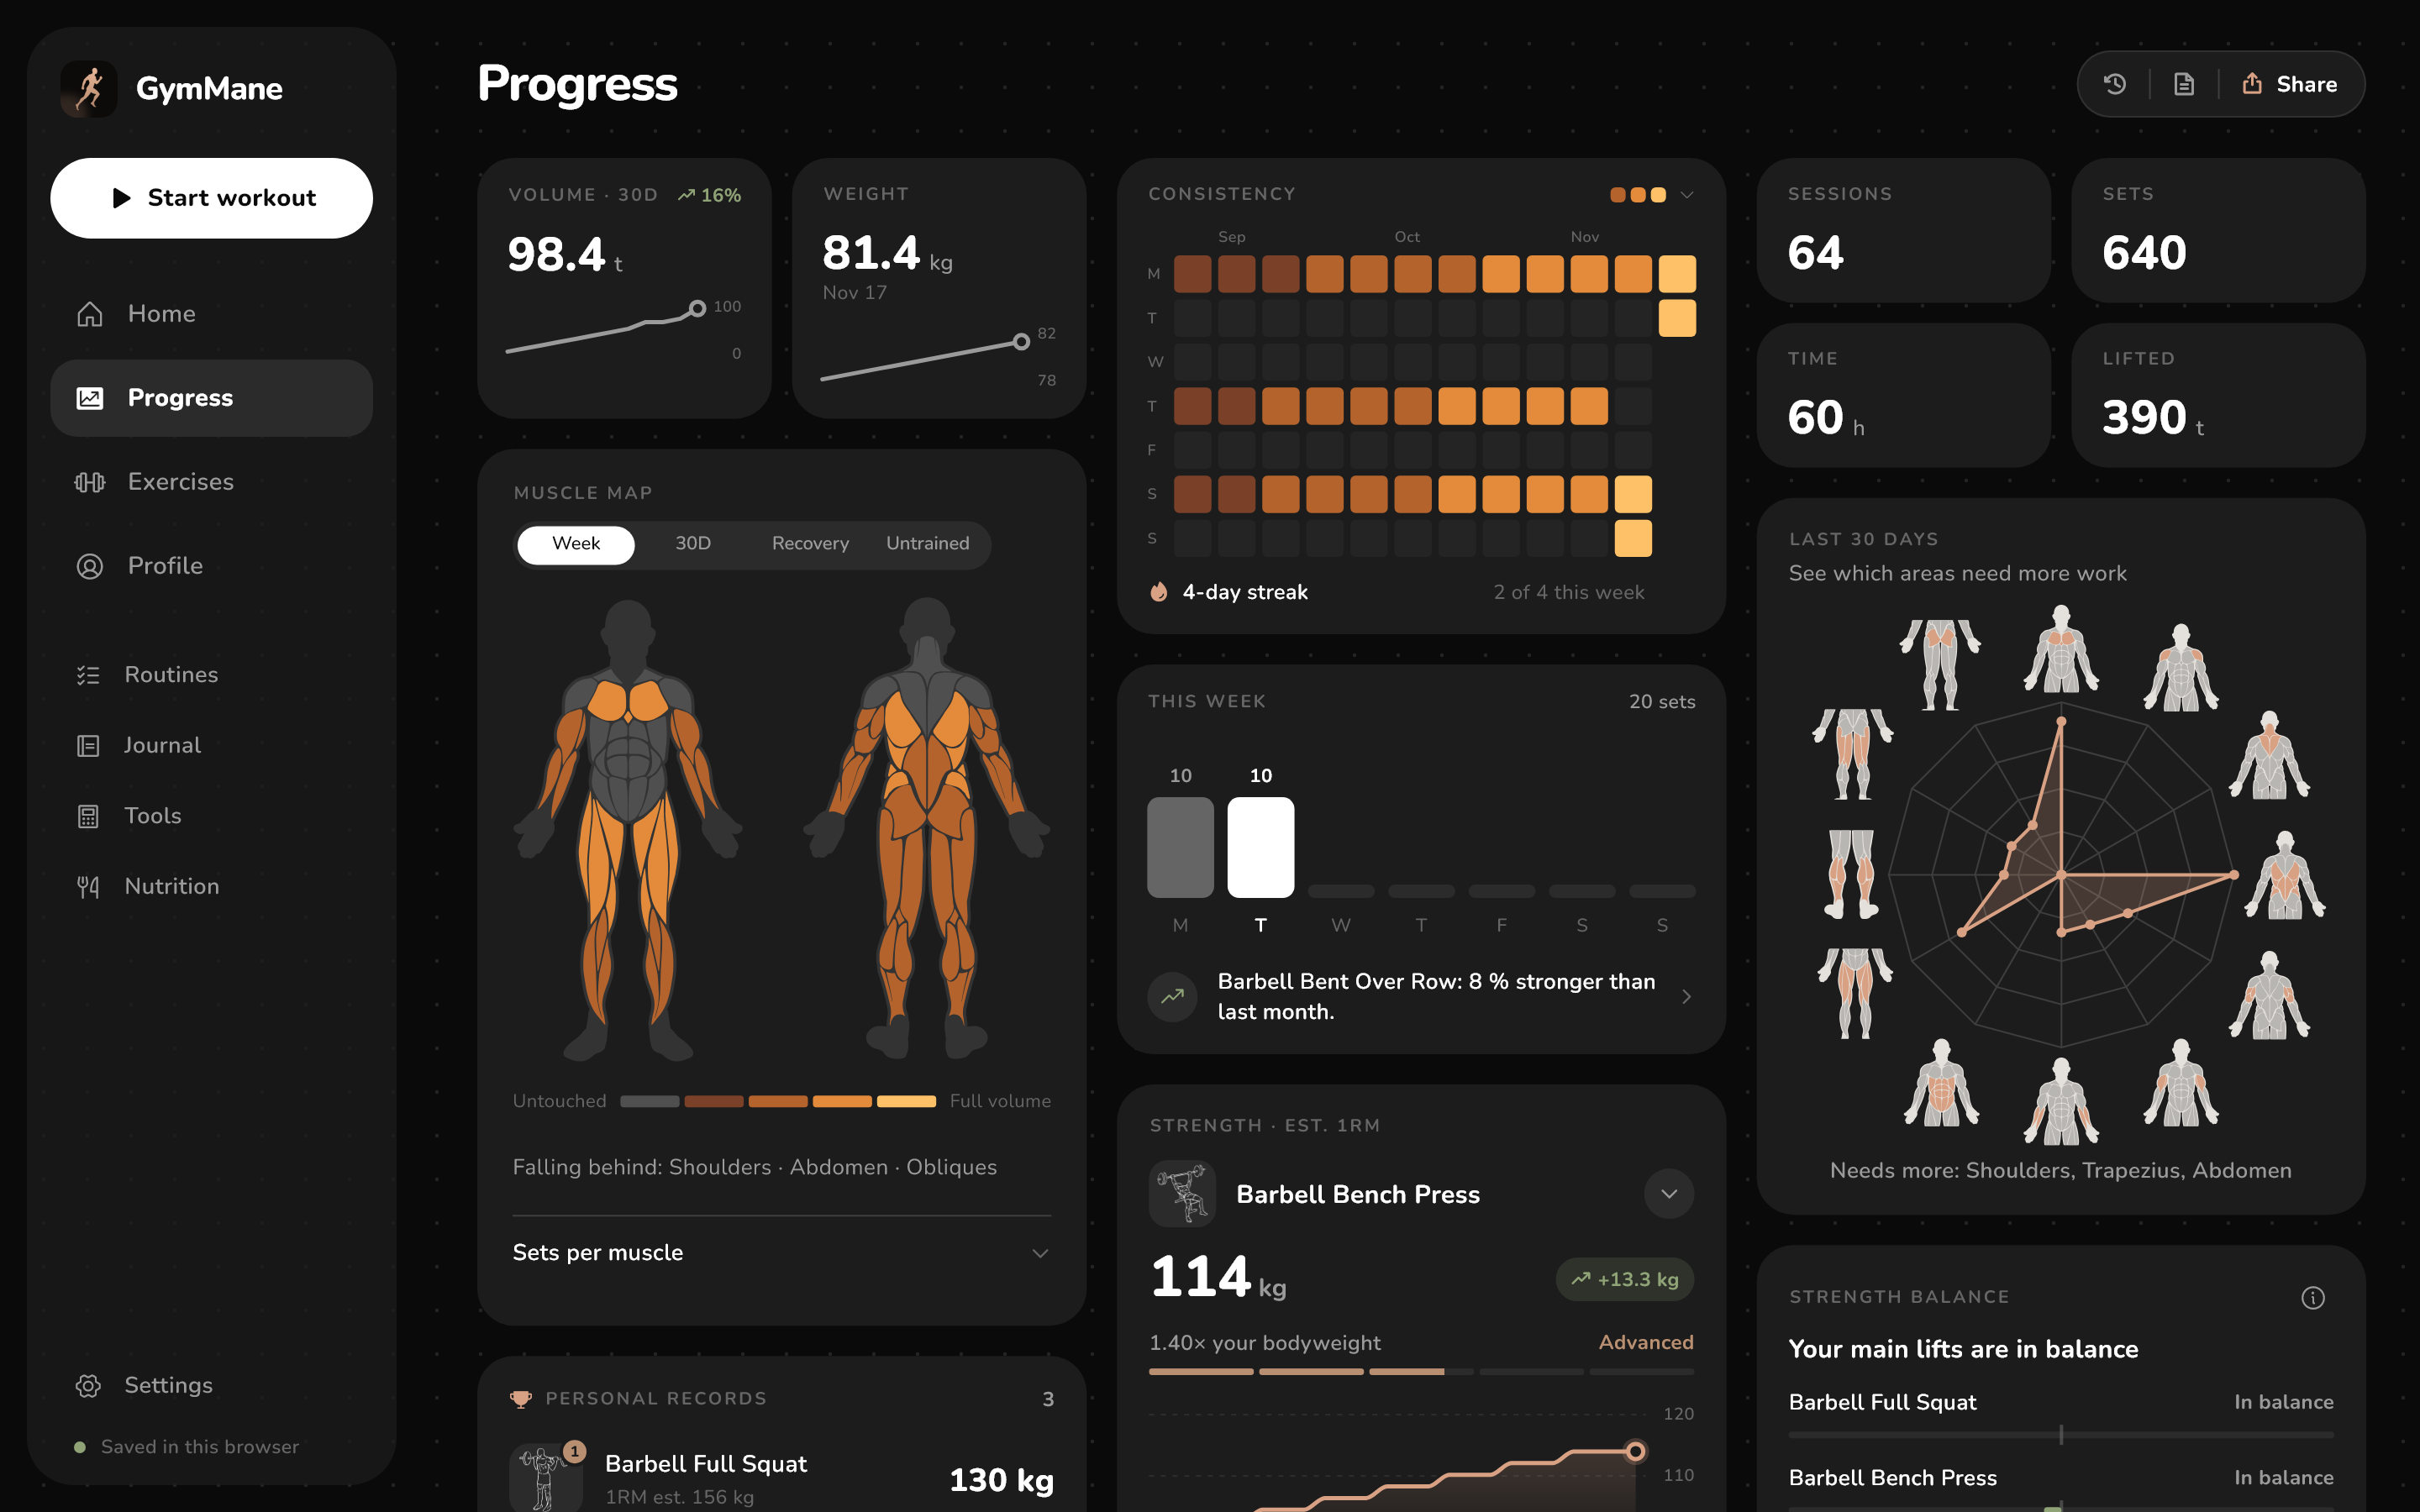 GymMane
Start workout
Home
Progress
Exercises
Profile
Routines
Journal
Tools
Nutrition
Settings
Saved in this browser
Progress
Share
VOLUME · 30D
16%
98.4 t
100
0
WEIGHT
81.4 kg
Nov 17
82
78
MUSCLE MAP
Week
30D
Recovery
Untrained
Untouched
Full volume
Falling behind: Shoulders · Abdomen · Obliques
Sets per muscle
PERSONAL RECORDS
3
1
Barbell Full Squat
1RM est. 156 kg
130 kg
CONSISTENCY
Sep
Oct
Nov
M
T
W
T
F
S
S
4-day streak
2 of 4 this week
THIS WEEK
20 sets
10
10
M
T
W
T
F
S
S
Barbell Bent Over Row: 8 % stronger than
last month.
STRENGTH · EST. 1RM
Barbell Bench Press
114 kg
+13.3 kg
1.40× your bodyweight
Advanced
120
110
SESSIONS
64
SETS
640
TIME
60 h
LIFTED
390 t
LAST 30 DAYS
See which areas need more work
Needs more: Shoulders, Trapezius, Abdomen
STRENGTH BALANCE
Your main lifts are in balance
Barbell Full Squat
In balance
Barbell Bench Press
In balance